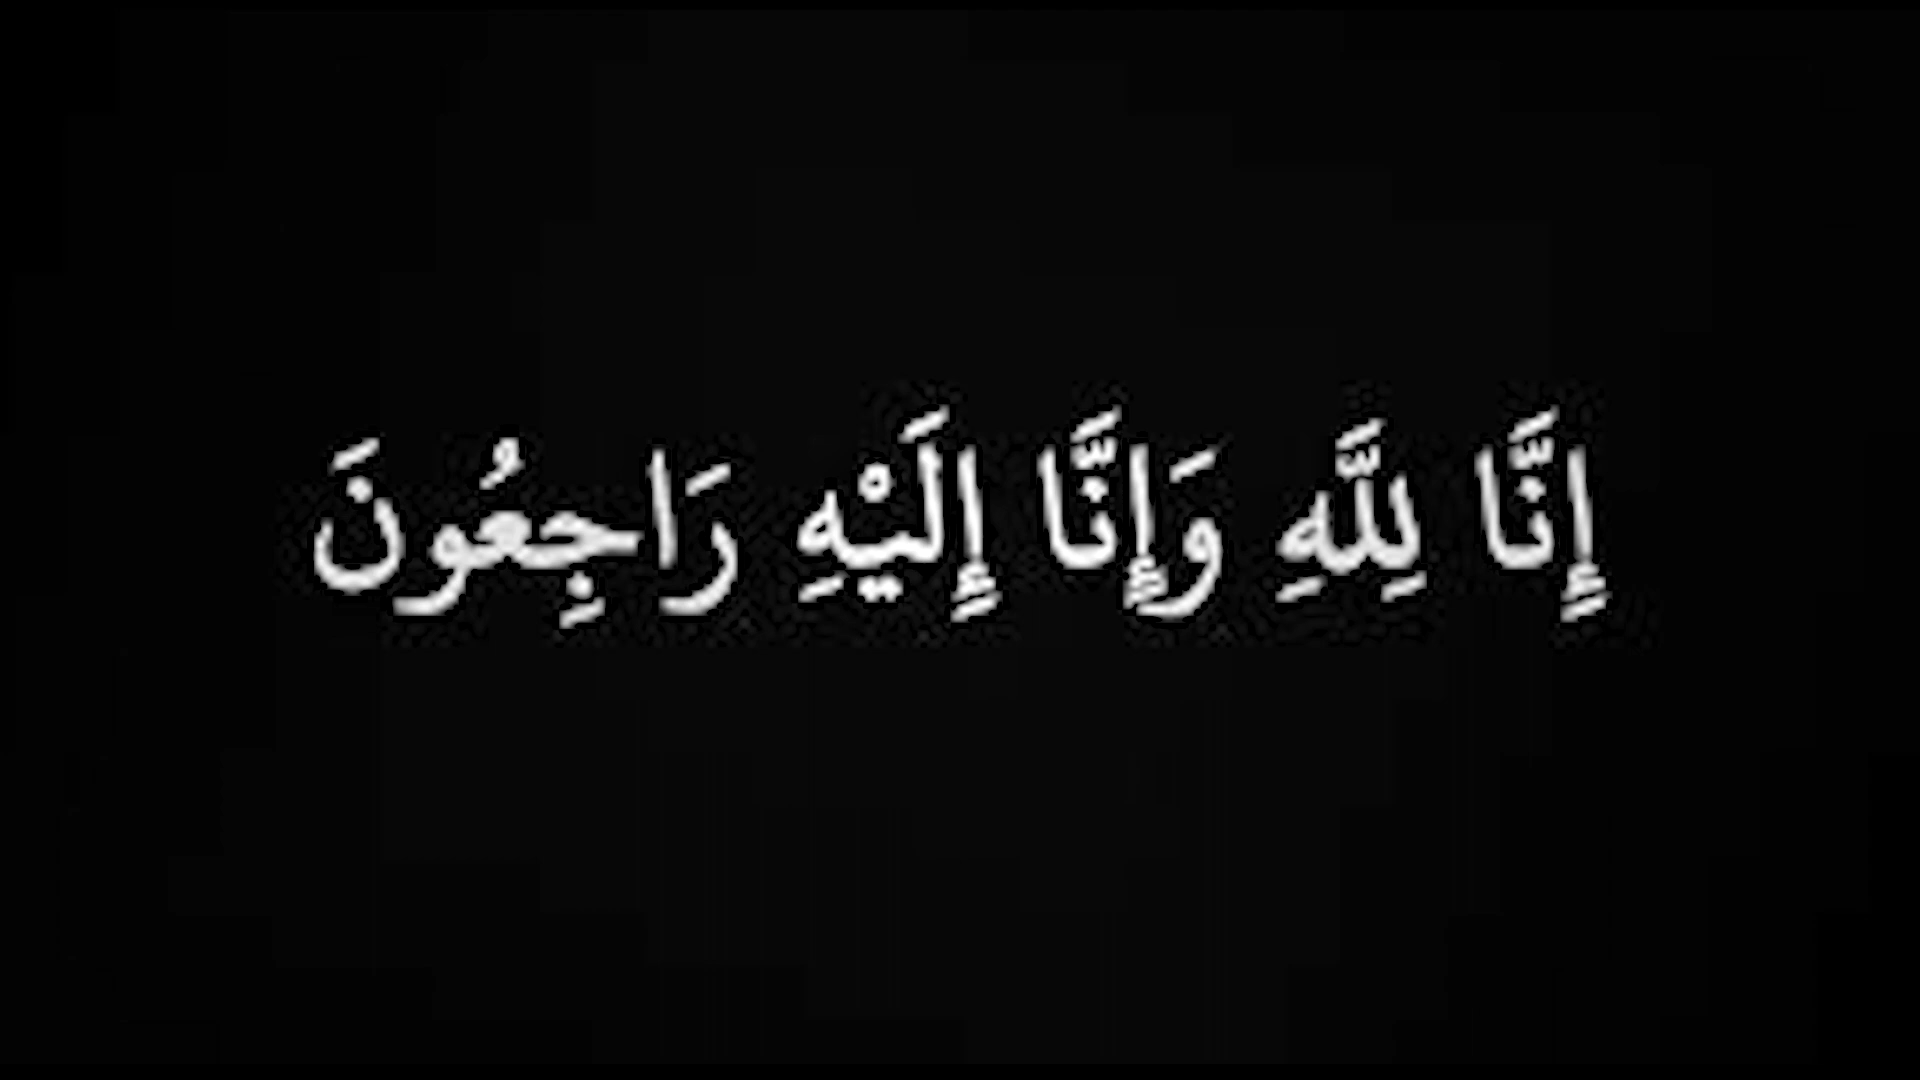 إِنَّا لِلَّهِ وَإِنَّا إِلَيْهِ رَاجِعُونَ